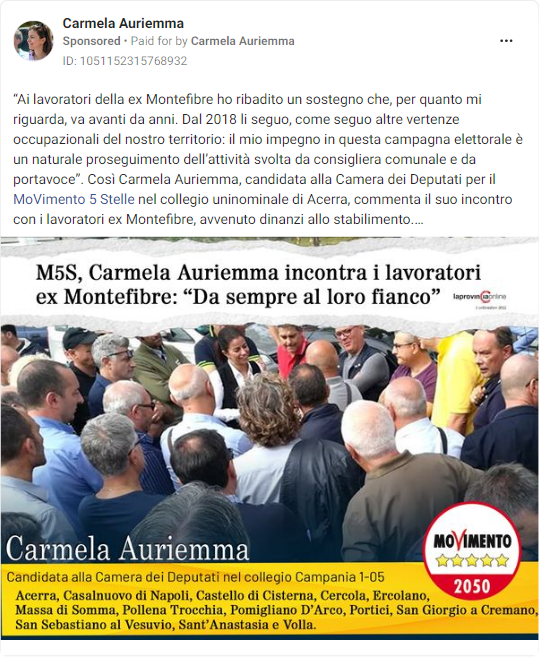 Carmela Auriemma
Sponsored • Paid for by Carmela Auriemma
ID: 1051152315768932
“Ai lavoratori della ex Montefibre ho ribadito un sostegno che, per quanto mi
riguarda, va avanti da anni. Dal 2018 li seguo, come seguo altre vertenze
occupazionali del nostro territorio: il mio impegno in questa campagna elettorale è
un naturale proseguimento dell’attività svolta da consigliera comunale e da
portavoce”. Così Carmela Auriemma, candidata alla Camera dei Deputati per il
MoVimento 5 Stelle nel collegio uninominale di Acerra, commenta il suo incontro
con i lavoratori ex Montefibre, avvenuto dinanzi allo stabilimento.…
M5S, Carmela Auriemma incontra i lavoratori
ex Montefibre: “Da sempre al loro fianco”
laprovinciaonline
Carmela Auriemma
Candidata alla Camera dei Deputati nel collegio Campania 1-05
Acerra, Casalnuovo di Napoli, Castello di Cisterna, Cercola, Ercolano,
Massa di Somma, Pollena Trocchia, Pomigliano D’Arco, Portici, San Giorgio a Cremano,
San Sebastiano al Vesuvio, Sant’Anastasia e Volla.
MOVIMENTO
2050